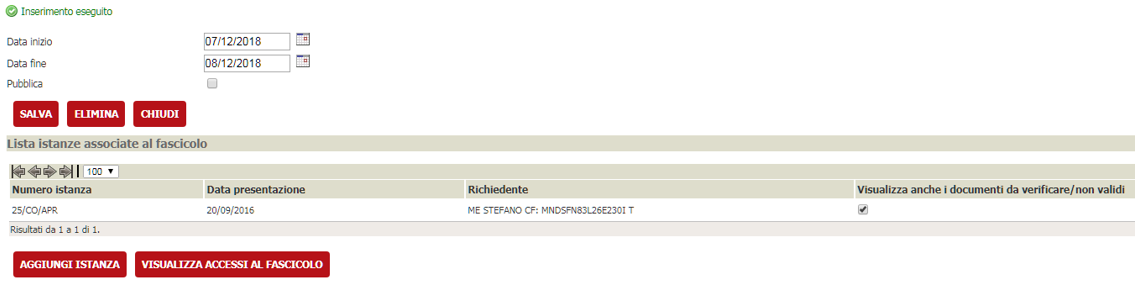 Inserimento eseguito
Data inizio 07/12/2018
Data fine 08/12/2018
Pubblica
SALVA ELIMINA CHIUDI
Lista istanze associate al fascicolo
100
Numero istanza Data presentazione Richiedente Visualizza anche i documenti da verificare/non validi
25/CO/APR 20/09/2016 ME STEFANO CF: MNDSFN83L26E230I T
Risultati da 1 a 1 di 1.
AGGIUNGI ISTANZA VISUALIZZA ACCESSI AL FASCICOLO